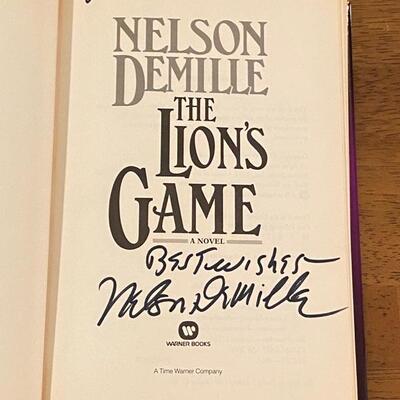 NELSON
DEMILLE
THE
LION'S
GAME
A NOVEL
Best wishes
Nelson DeMille
WARNER BOOKS
A Time Warner Company